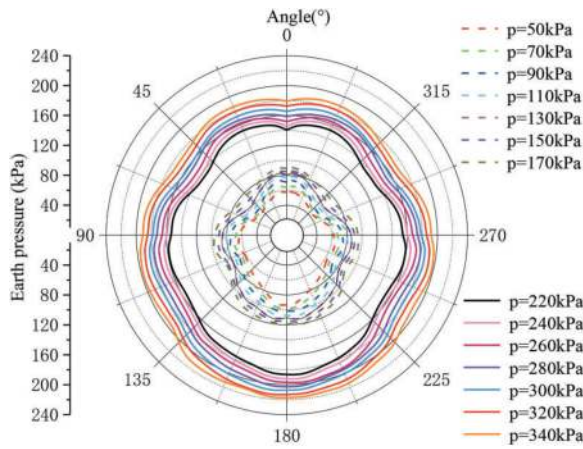 Angle(°)
0
45
315
90
270
135
225
180
Earth pressure (kPa)
240
200
160
120
80
40
40
80
120
160
200
240
p=50kPa
p=70kPa
p=90kPa
p=110kPa
p=130kPa
p=150kPa
p=170kPa
p=220kPa
p=240kPa
p=260kPa
p=280kPa
p=300kPa
p=320kPa
p=340kPa